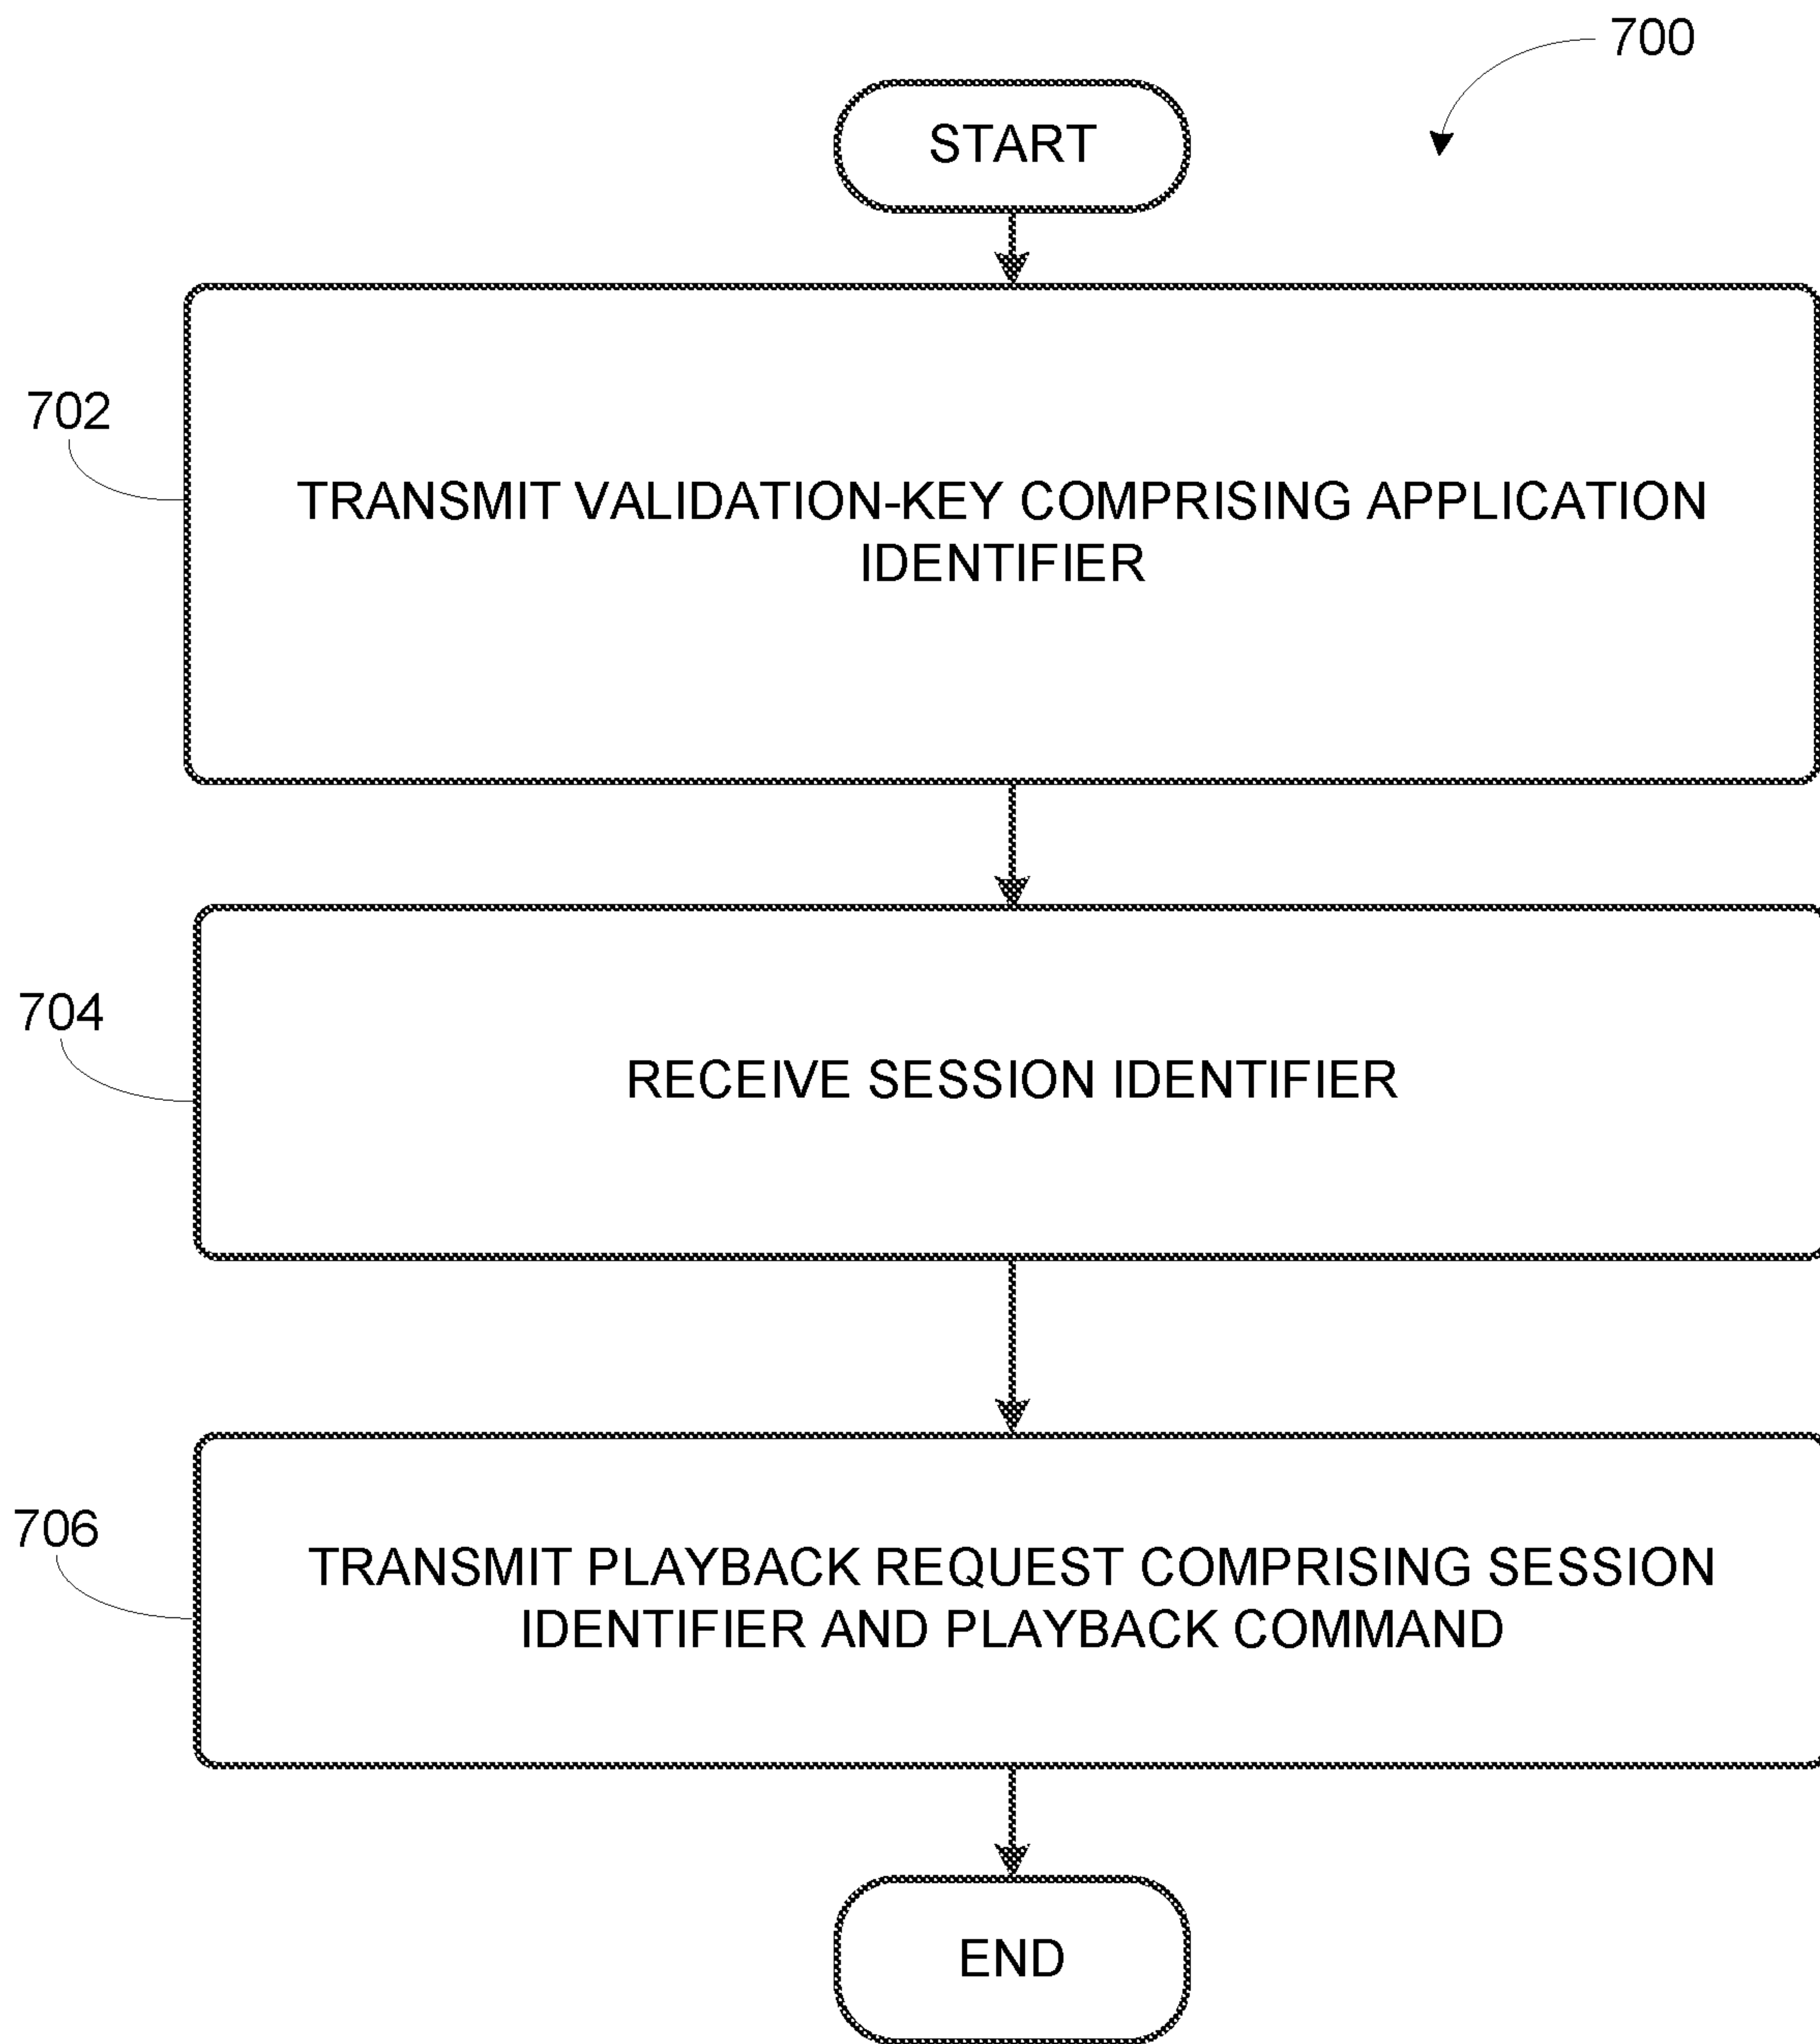 700
START
702
TRANSMIT VALIDATION-KEY COMPRISING APPLICATION
IDENTIFIER
704
RECEIVE SESSION IDENTIFIER
706
TRANSMIT PLAYBACK REQUEST COMPRISING SESSION
IDENTIFIER AND PLAYBACK COMMAND
END